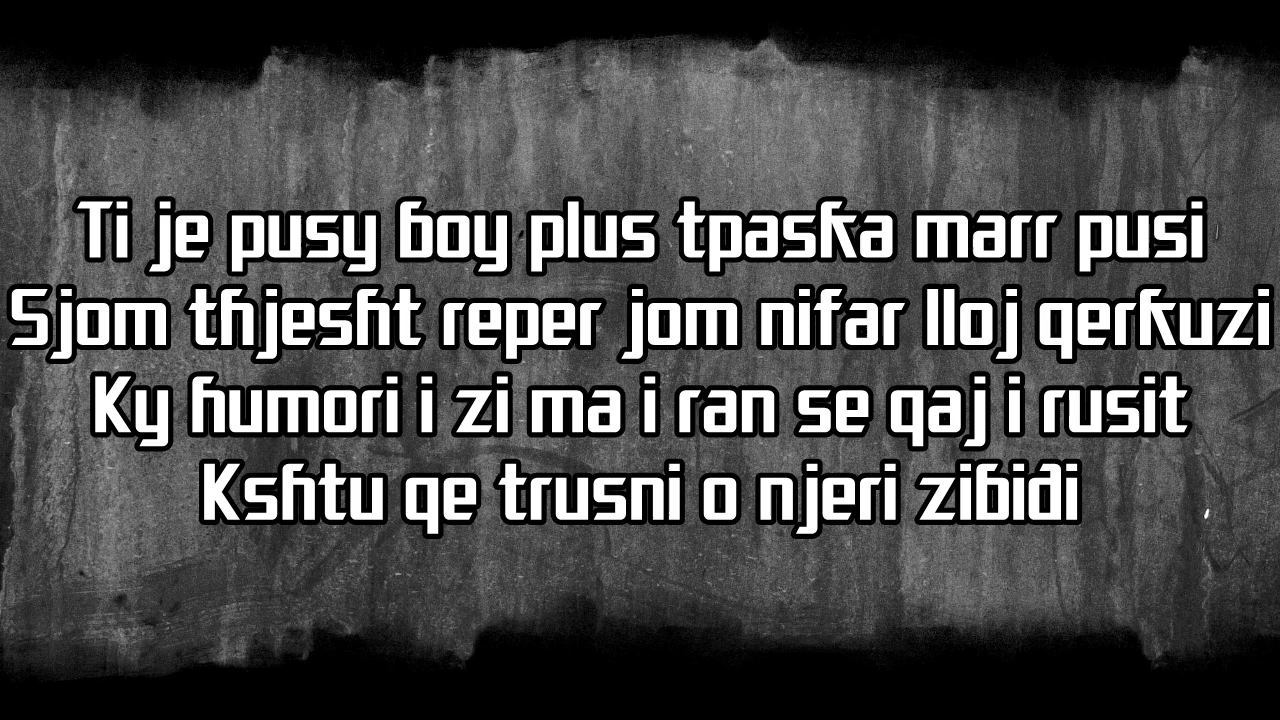 Ti je pusy boy plus tpaska marr pusi
Sjom thjesht reper jom nifar lloj qerkuzi
Ky humori i zi ma i ran se qaj i rusit
Kshtu qe trusni o njeri zibidi